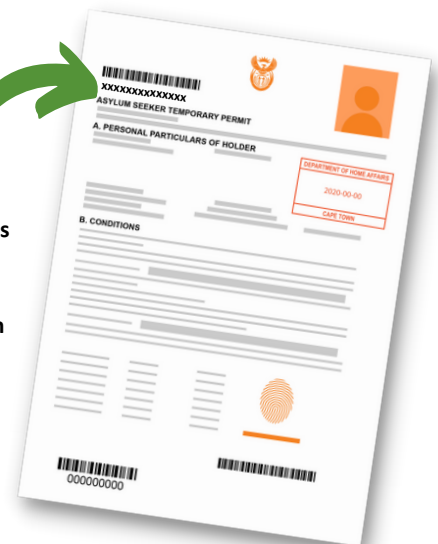 XXXXXXXXXXXXXX
ASYLUM SEEKER TEMPORARY PERMIT
A. PERSONAL PARTICULARS OF HOLDER
DEPARTMENT OF HOME AFFAIRS
2020-00-00
CAPE TOWN
s
B. CONDITIONS
n
000000000